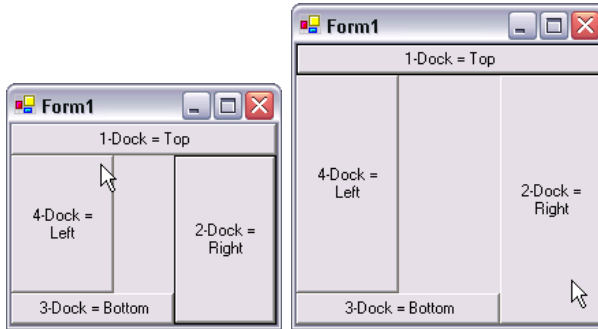 Form1
1-Dock = Top
4-Dock =
Left
2-Dock =
Right
3-Dock = Bottom
Form1
1-Dock = Top
4-Dock =
Left
2-Dock =
Right
3-Dock = Bottom